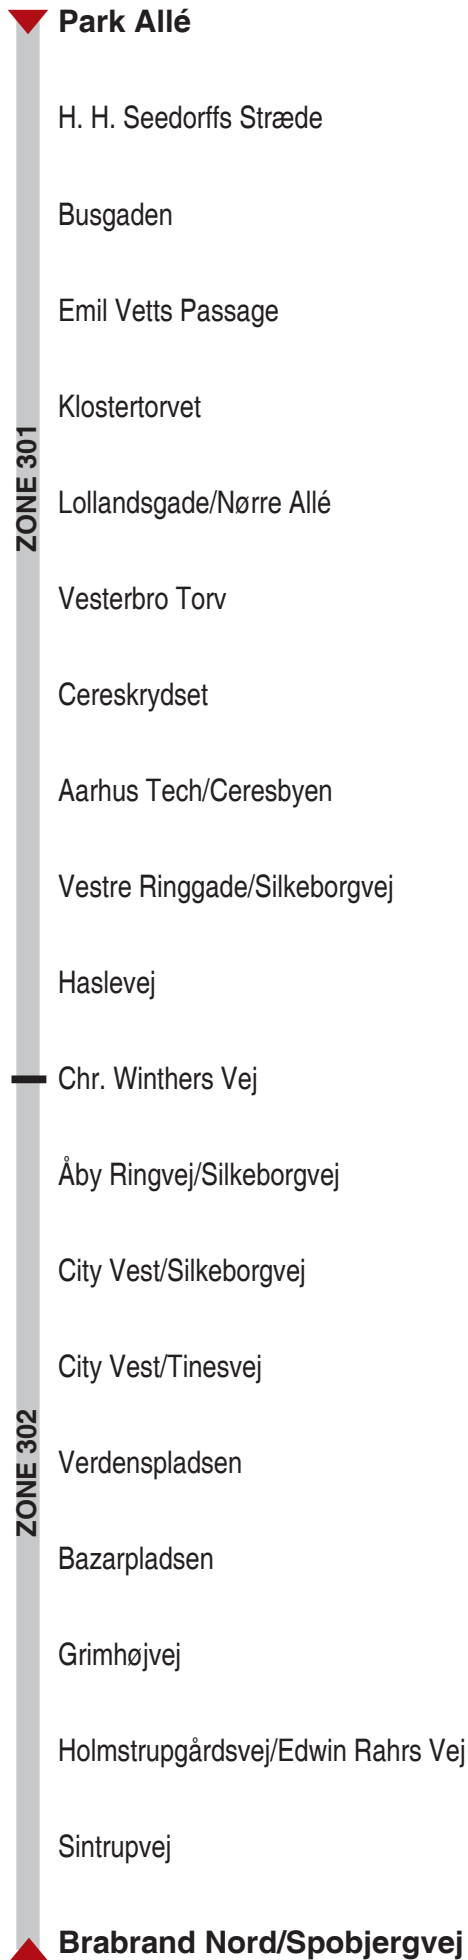 Park Allé
H. H. Seedorffs Stræde
Busgaden
Emil Vetts Passage
Klostertorvet
ZONE 301
Lollandsgade/Nørre Allé
Vesterbro Torv
Cereskrydset
Aarhus Tech/Ceresbyen
Vestre Ringgade/Silkeborgvej
Haslevej
Chr. Winthers Vej
Åby Ringvej/Silkeborgvej
City Vest/Silkeborgvej
City Vest/Tinesvej
ZONE 302
Verdenspladsen
Bazarpladsen
Grimhøjvej
Holmstrupgårdsvej/Edwin Rahrs Vej
Sintrupvej
Brabrand Nord/Spobjergvej